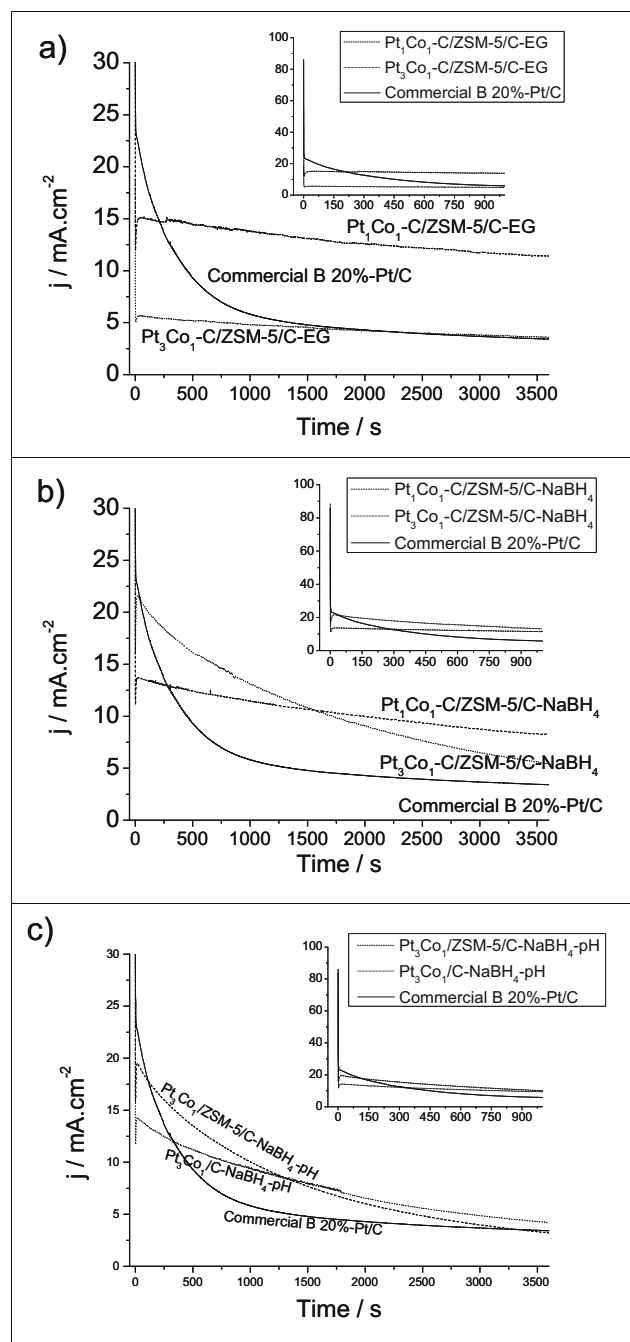 a)
Pt₁Co₁-C/ZSM-5/C-EG
Pt₃Co₁-C/ZSM-5/C-EG
Commercial B 20%-Pt/C
100
80
60
40
20
0
0 150 300 450 600 750 900
30
25
20
15
10
5
0
j / mA.cm⁻²
Pt₁Co₁-C/ZSM-5/C-EG
Commercial B 20%-Pt/C
Pt₃Co₁-C/ZSM-5/C-EG
0 500 1000 1500 2000 2500 3000 3500
Time / s
b)
Pt₁Co₁-C/ZSM-5/C-NaBH₄
Pt₃Co₁-C/ZSM-5/C-NaBH₄
Commercial B 20%-Pt/C
100
80
60
40
20
0
0 150 300 450 600 750 900
30
25
20
15
10
5
0
j / mA.cm⁻²
Pt₁Co₁-C/ZSM-5/C-NaBH₄
Pt₃Co₁-C/ZSM-5/C-NaBH₄
Commercial B 20%-Pt/C
0 500 1000 1500 2000 2500 3000 3500
Time / s
c)
Pt₃Co₁/ZSM-5/C-NaBH₄-pH
Pt₃Co₁/C-NaBH₄-pH
Commercial B 20%-Pt/C
100
80
60
40
20
0
0 150 300 450 600 750 900
30
25
20
15
10
5
0
j / mA.cm⁻²
Pt₃Co₁/ZSM-5/C-NaBH₄-pH
Pt₃Co₁/C-NaBH₄-pH
Commercial B 20%-Pt/C
0 500 1000 1500 2000 2500 3000 3500
Time / s